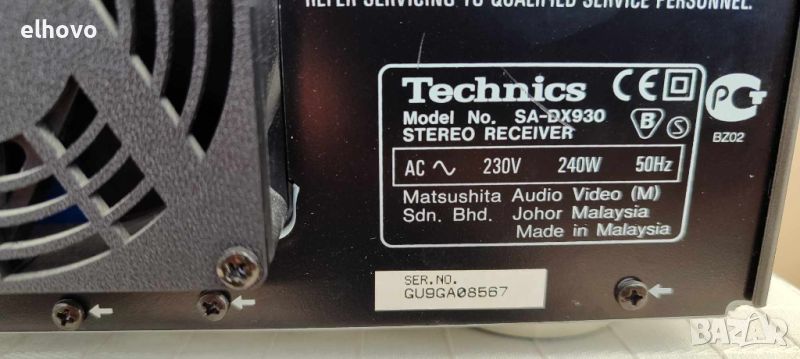 elhovo
REFER SERVICING TO QUALIFIED SERVICE PERSONNEL.
Technics
Model No. SA-DX930
STEREO RECEIVER
B S
BZ02
AC ∿ 230V 240W 50Hz
Matsushita Audio Video (M)
Sdn. Bhd. Johor Malaysia
Made in Malaysia
SER.NO.
GU9GA08567
BAZAR